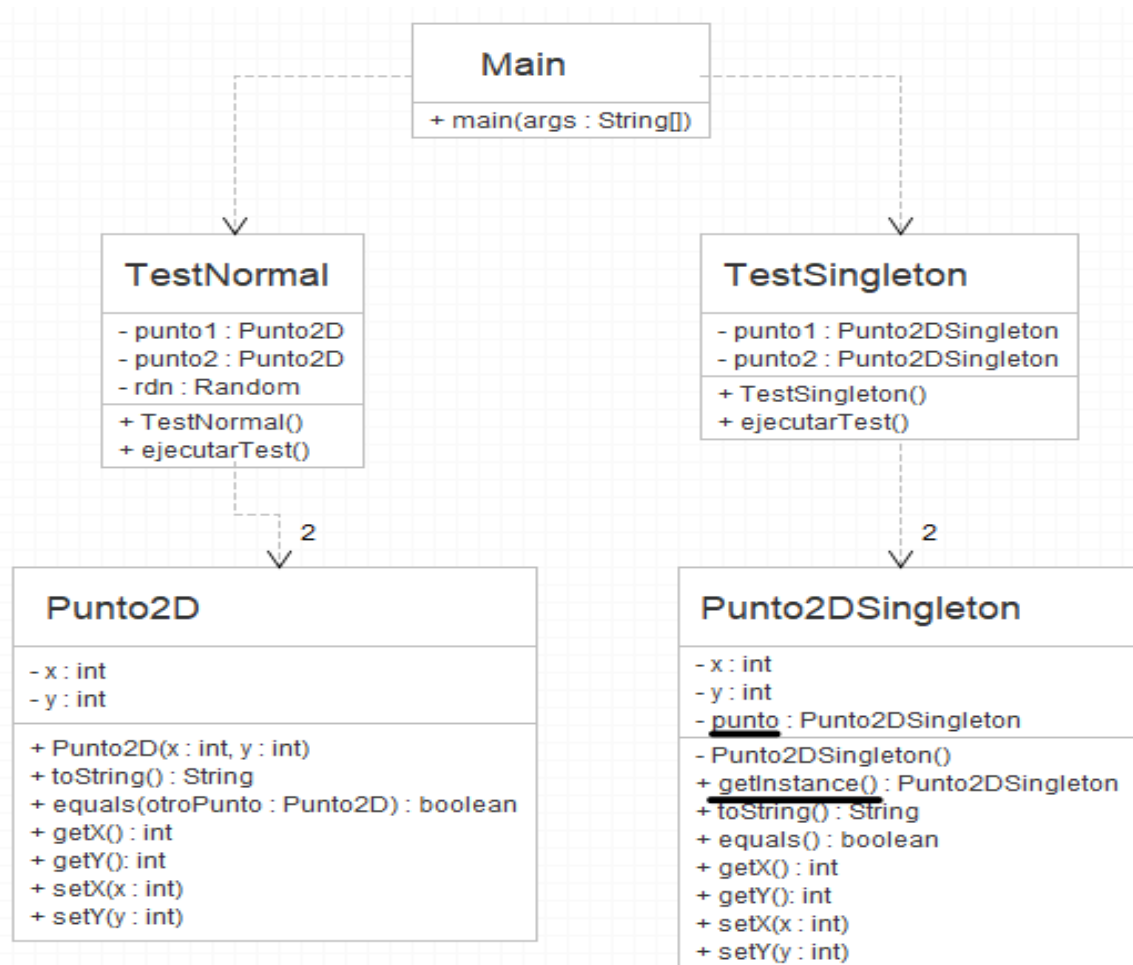 Main
+ main(args : String[])
TestNormal
- punto1 : Punto2D
- punto2 : Punto2D
- rdn : Random
+ TestNormal()
+ ejecutarTest()
2
Punto2D
- x : int
- y : int
+ Punto2D(x : int, y : int)
+ toString() : String
+ equals(otroPunto : Punto2D) : boolean
+ getX() : int
+ getY(): int
+ setX(x : int)
+ setY(y : int)
TestSingleton
- punto1 : Punto2DSingleton
- punto2 : Punto2DSingleton
+ TestSingleton()
+ ejecutarTest()
2
Punto2DSingleton
- x : int
- y : int
- punto : Punto2DSingleton
- Punto2DSingleton()
+ getInstance() : Punto2DSingleton
+ toString() : String
+ equals() : boolean
+ getX() : int
+ getY(): int
+ setX(x : int)
+ setY(y : int)